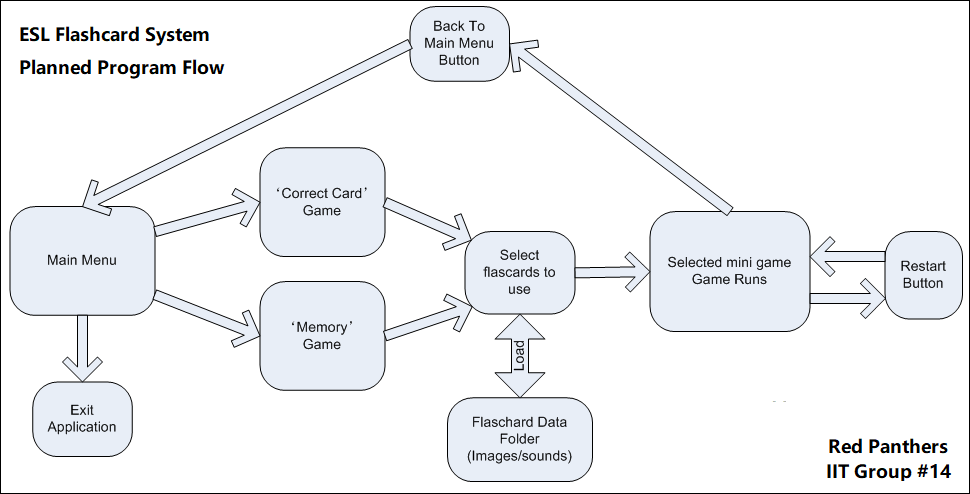 ESL Flashcard System
Planned Program Flow
Back To
Main Menu
Button
‘Correct Card’
Game
Main Menu
Select
flascards to
use
Selected mini game
Game Runs
Restart
Button
‘Memory’
Game
Load
Exit
Application
Flaschard Data
Folder
(Images/sounds)
Red Panthers
IIT Group #14